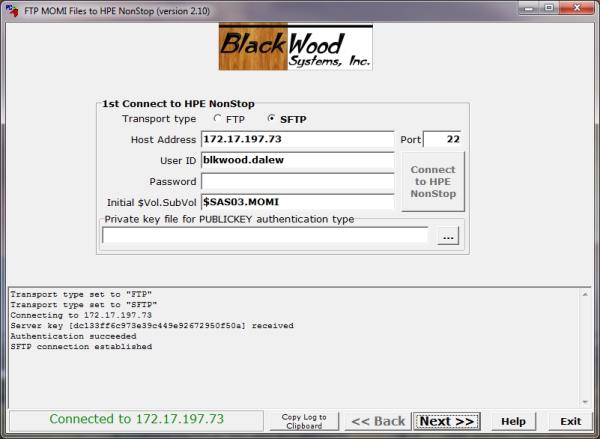 FTP MOMI Files to HPE NonStop (version 2.10)
BlackWood
Systems, Inc.
1st Connect to HPE NonStop
Transport type FTP SFTP
Host Address 172.17.197.73 Port 22
User ID blkwood.dalew
Password
Connect to HPE NonStop
Initial $Vol.SubVol $SAS03.MOMI
Private key file for PUBLICKEY authentication type
...
Transport type set to "FTP"
Transport type set to "SFTP"
Connecting to 172.17.197.73
Server key [dc133ff6c973e39c449e92672950f50a] received
Authentication succeeded
SFTP connection established
Connected to 172.17.197.73
Copy Log to Clipboard
<< Back
Next >>
Help
Exit